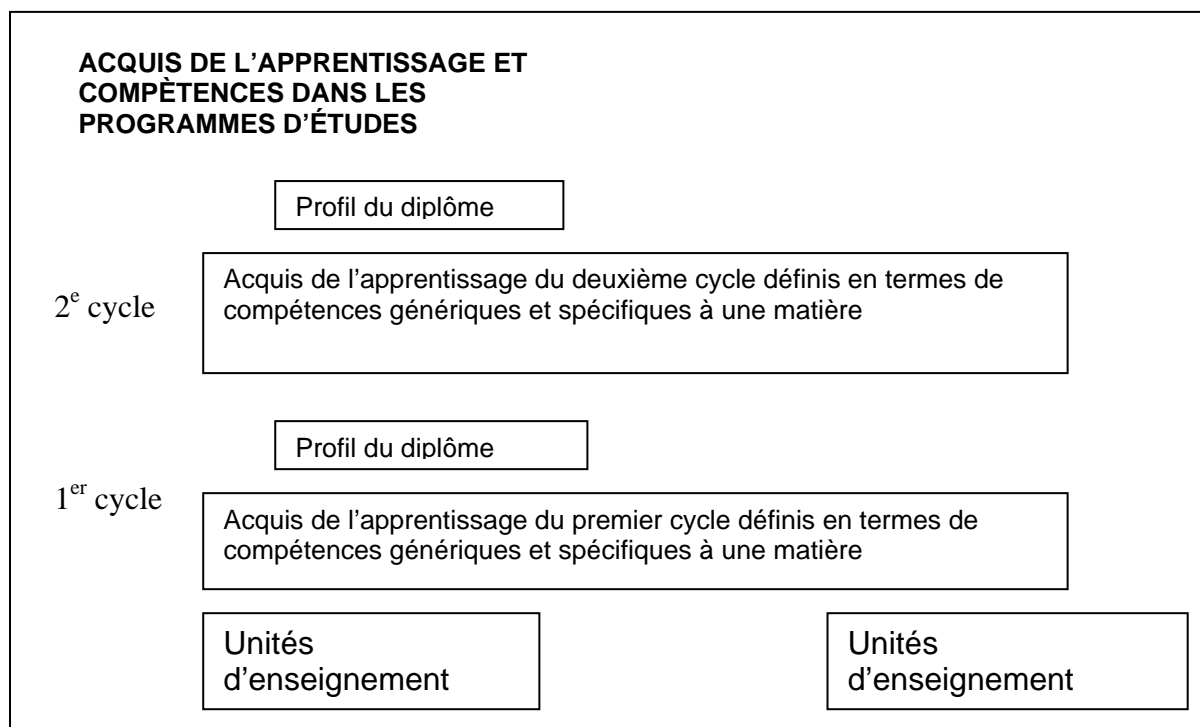 ACQUIS DE L’APPRENTISSAGE ET
COMPÈTENCES DANS LES
PROGRAMMES D’ÉTUDES
Profil du diplôme
2e cycle
Acquis de l’apprentissage du deuxième cycle définis en termes de
compétences génériques et spécifiques à une matière
Profil du diplôme
1er cycle
Acquis de l’apprentissage du premier cycle définis en termes de
compétences génériques et spécifiques à une matière
Unités
d’enseignement
Unités
d’enseignement